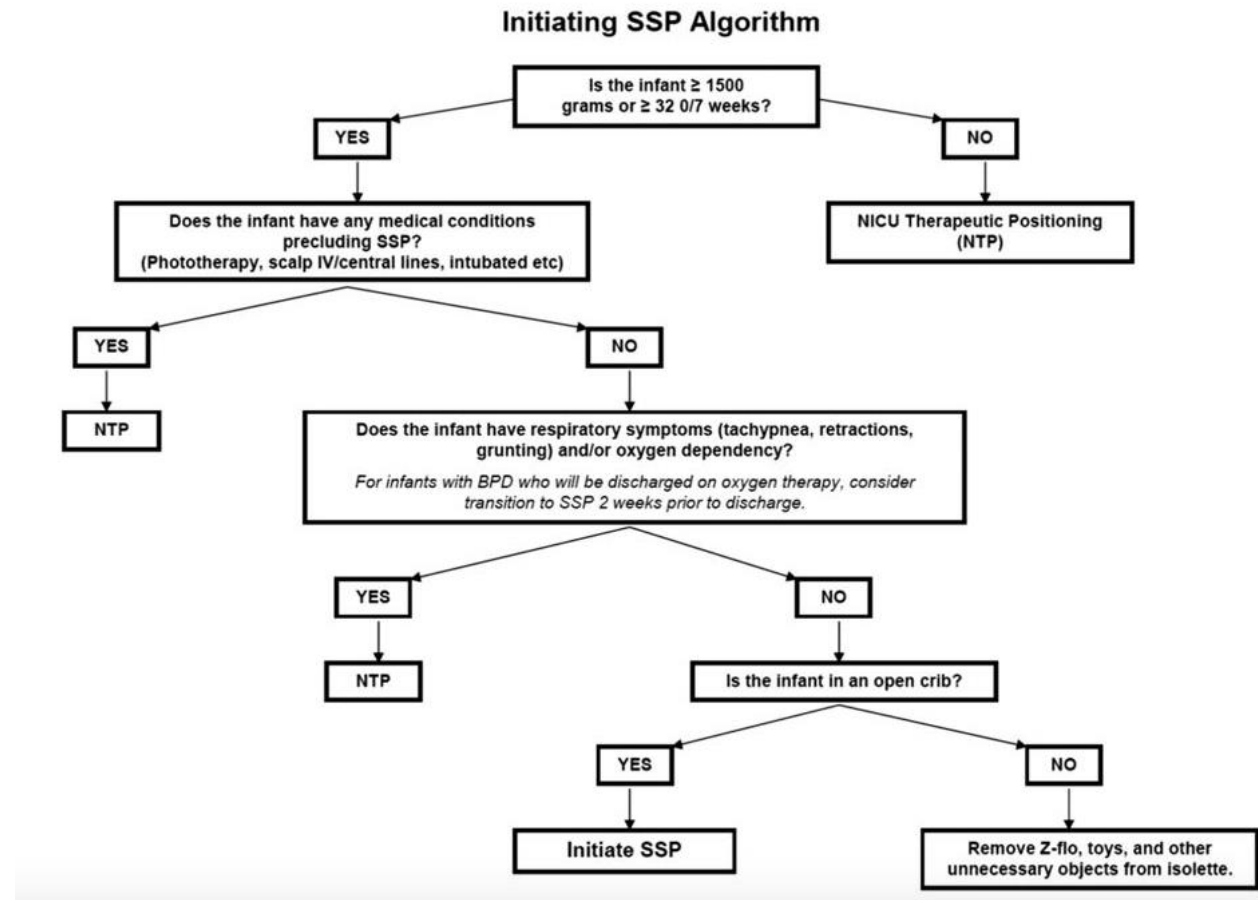 Initiating SSP Algorithm
Is the infant ≥ 1500
grams or ≥ 32 0/7 weeks?
YES
NO
Does the infant have any medical conditions
precluding SSP?
(Phototherapy, scalp IV/central lines, intubated etc)
NICU Therapeutic Positioning
(NTP)
YES
NO
NTP
Does the infant have respiratory symptoms (tachypnea, retractions,
grunting) and/or oxygen dependency?
For infants with BPD who will be discharged on oxygen therapy, consider
transition to SSP 2 weeks prior to discharge.
YES
NO
NTP
Is the infant in an open crib?
YES
NO
Initiate SSP
Remove Z-flo, toys, and other
unnecessary objects from isolette.